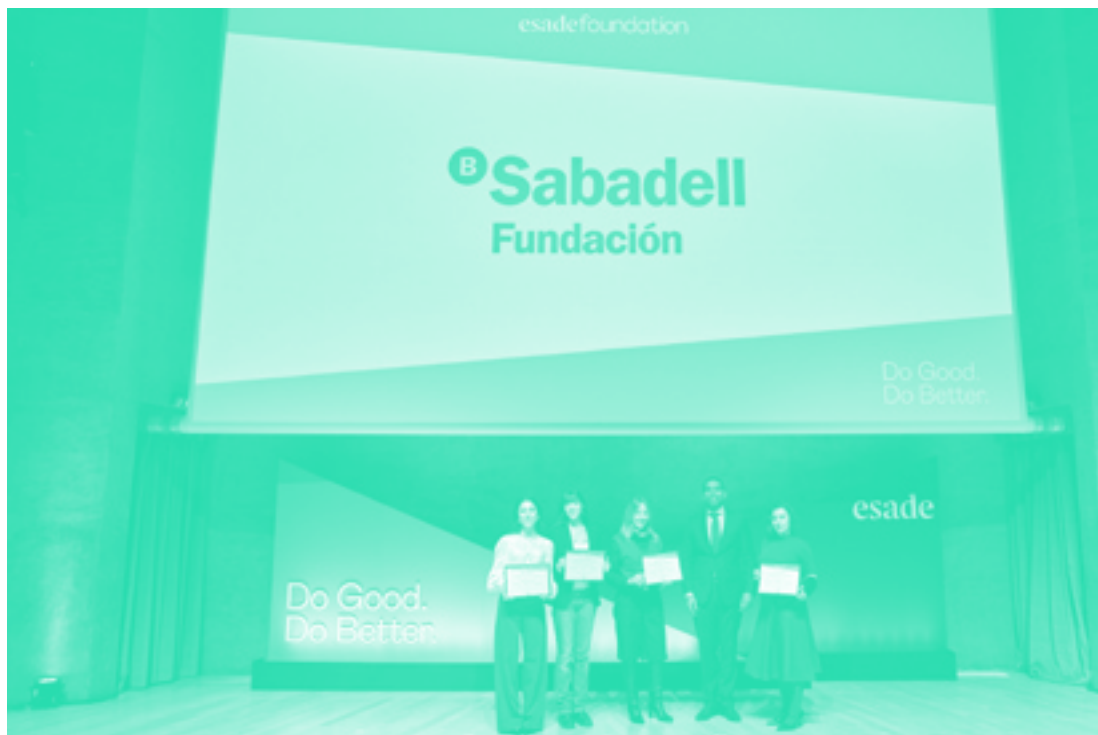 esadefoundation
B Sabadell
Fundación
Do Good.
Do Better.
esade
Do Good.
Do Better.